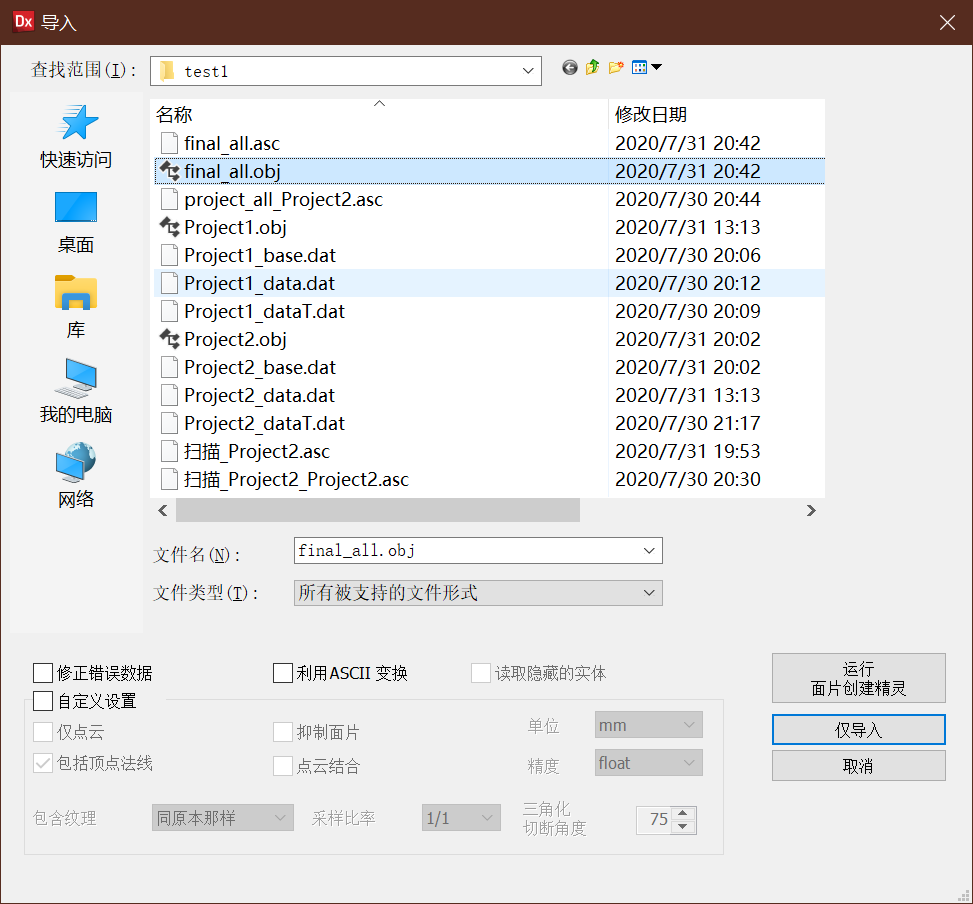 Dx 导入
查找范围(I)： test1
快速访问
桌面
库
我的电脑
网络
名称 修改日期
final_all.asc 2020/7/31 20:42
final_all.obj 2020/7/31 20:42
project_all_Project2.asc 2020/7/30 20:44
Project1.obj 2020/7/31 13:13
Project1_base.dat 2020/7/30 20:06
Project1_data.dat 2020/7/30 20:12
Project1_dataT.dat 2020/7/30 20:09
Project2.obj 2020/7/31 20:02
Project2_base.dat 2020/7/31 20:02
Project2_data.dat 2020/7/31 13:13
Project2_dataT.dat 2020/7/30 21:17
扫描_Project2.asc 2020/7/31 19:53
扫描_Project2_Project2.asc 2020/7/30 20:30
文件名(N)： final_all.obj
文件类型(T)： 所有被支持的文件形式
修正错误数据 利用ASCII 变换 读取隐藏的实体
自定义设置
仅点云 抑制面片 单位 mm
包括顶点法线 点云结合 精度 float
包含纹理 同原本那样 采样比率 1/1 三角化
切断角度 75
运行
面片创建精灵
仅导入
取消